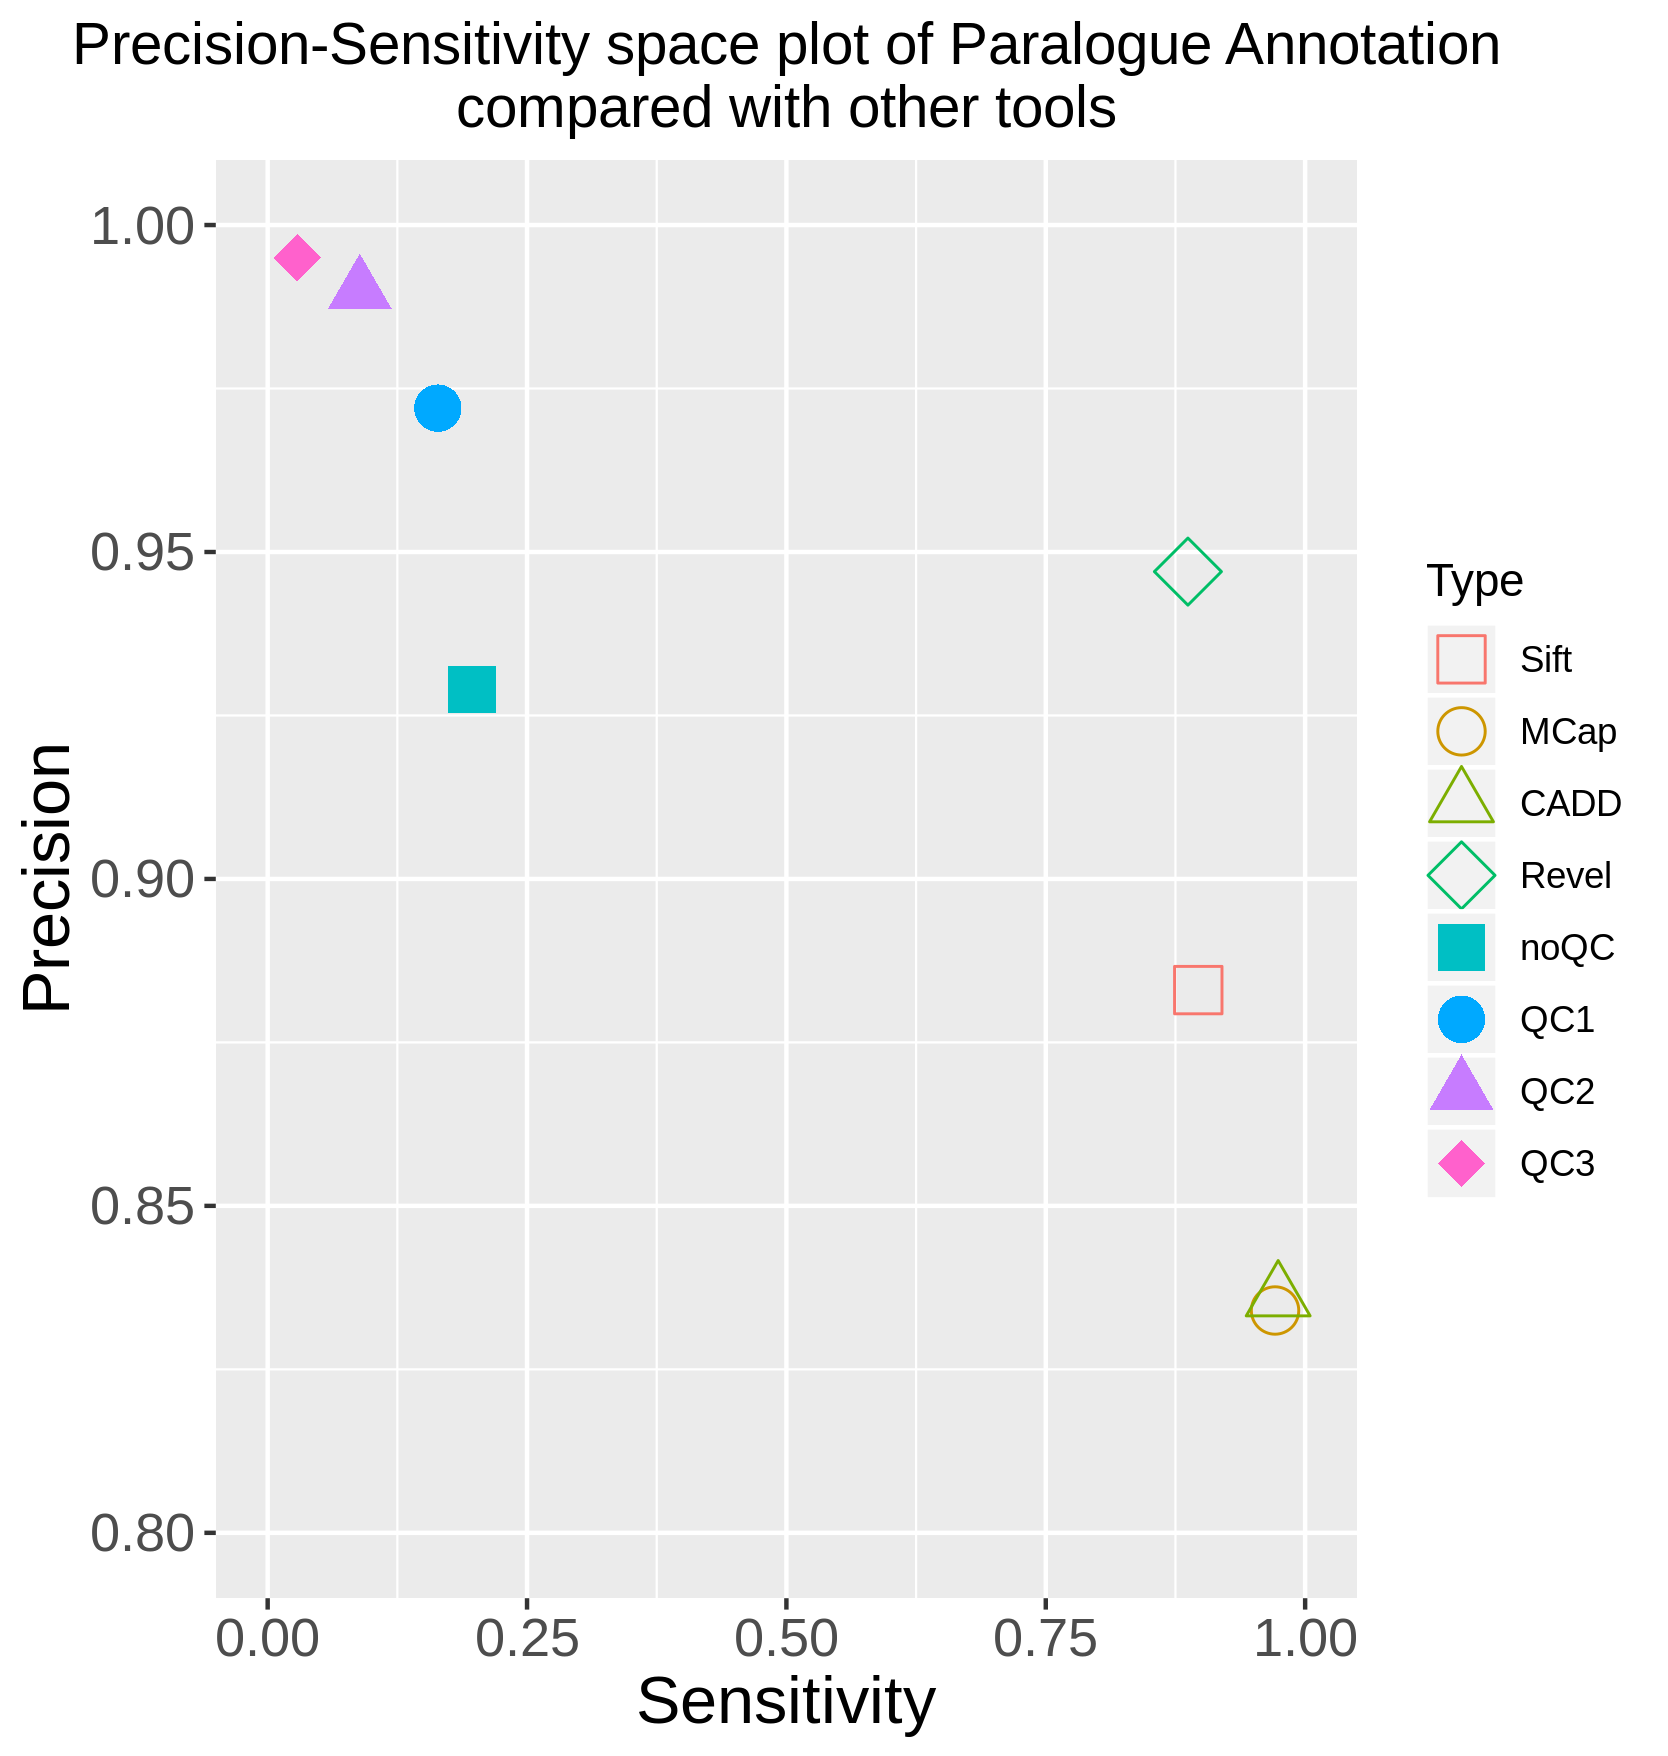 Precision-Sensitivity space plot of Paralogue Annotation
compared with other tools
Precision
1.00
0.95
0.90
0.85
0.80
0.00
0.25
0.50
0.75
1.00
Sensitivity
Type
Sift
MCap
CADD
Revel
noQC
QC1
QC2
QC3